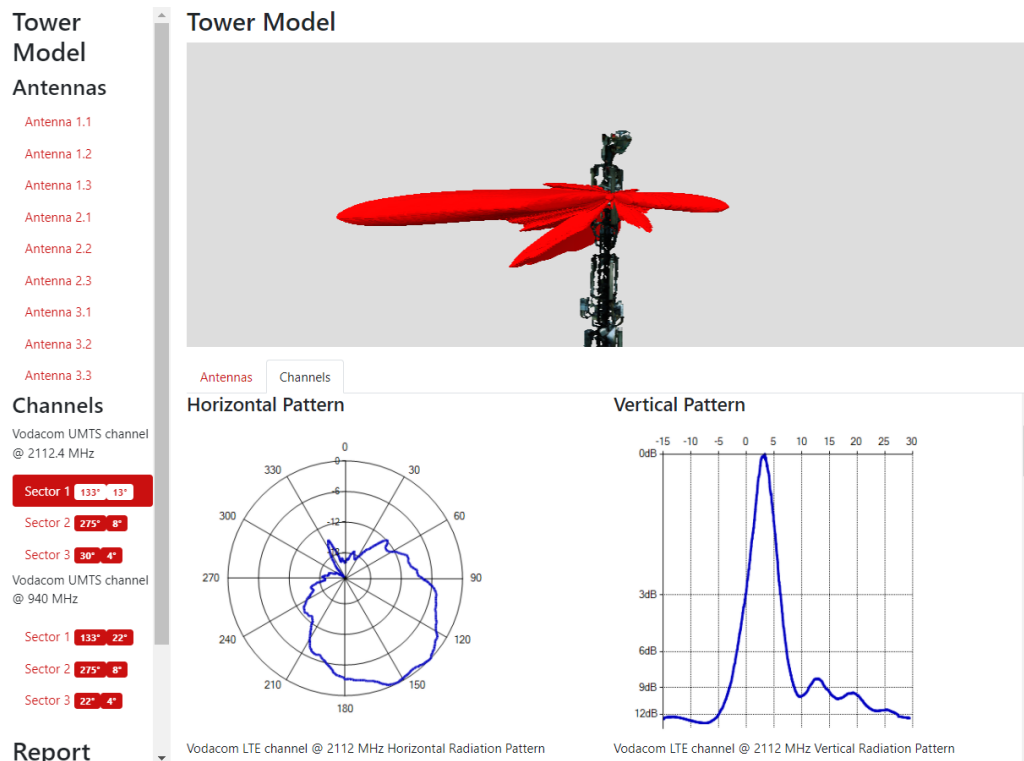 Tower
Model
Antennas
Antenna 1.1
Antenna 1.2
Antenna 1.3
Antenna 2.1
Antenna 2.2
Antenna 2.3
Antenna 3.1
Antenna 3.2
Antenna 3.3
Channels
Vodacom UMTS channel
@ 2112.4 MHz
Sector 1 133° 13°
Sector 2 275° 8°
Sector 3 30° 4°
Vodacom UMTS channel
@ 940 MHz
Sector 1 133° 22°
Sector 2 275° 8°
Sector 3 22° 4°
Report
Tower Model
Antennas Channels
Horizontal Pattern
0
330 0 30
-6
300 -12 60
270 90
240 120
210 150
180
Vodacom LTE channel @ 2112 MHz Horizontal Radiation Pattern
Vertical Pattern
-15 -10 -5 0 5 10 15 20 25 30
0dB
3dB
6dB
9dB
12dB
Vodacom LTE channel @ 2112 MHz Vertical Radiation Pattern